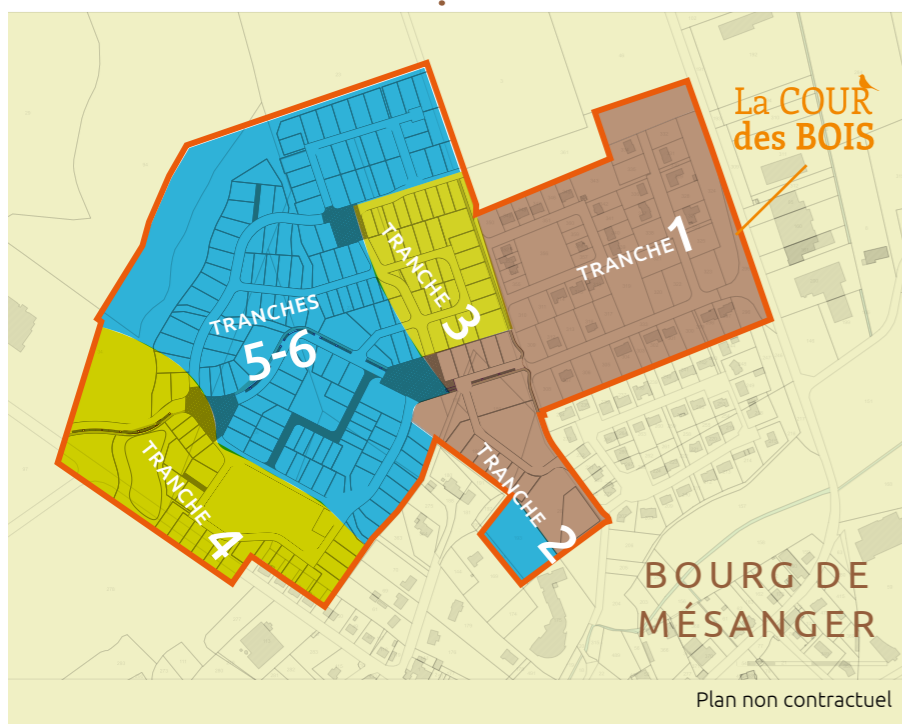 La COUR
des BOIS
TRANCHE 1
TRANCHE 3
TRANCHES
5-6
TRANCHE 4
TRANCHE 2
BOURG DE
MÉSANGER
Plan non contractuel